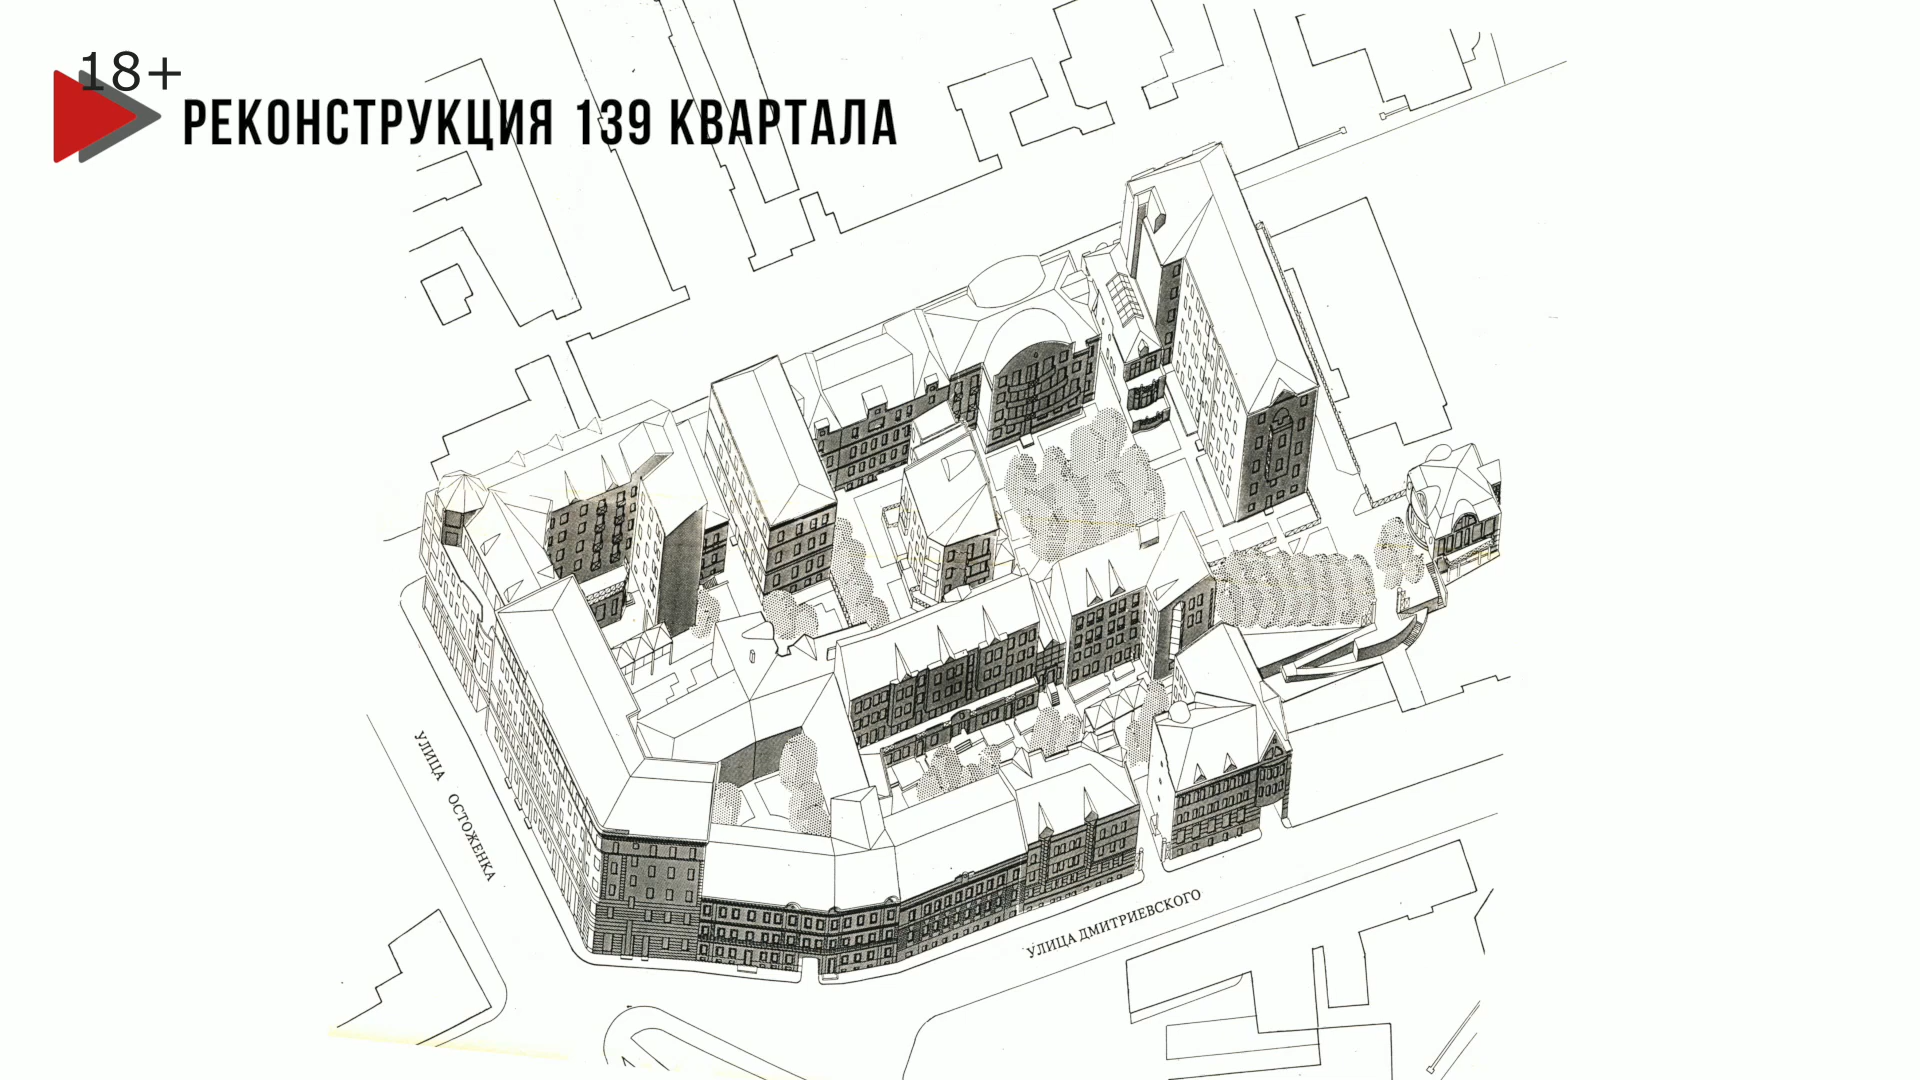 18+
РЕКОНСТРУКЦИЯ 139 КВАРТАЛА
УЛИЦА ОСТОЖЕНКА
УЛИЦА ДМИТРИЕВСКОГО